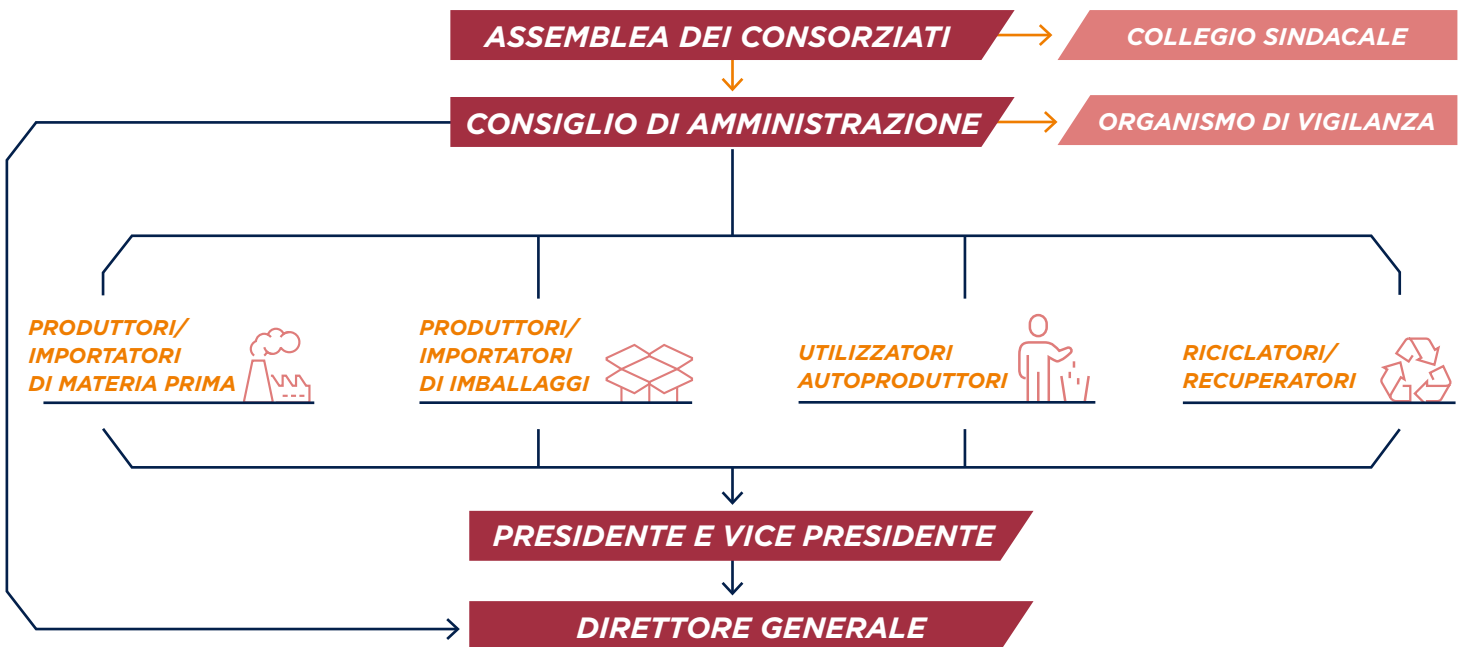 ASSEMBLEA DEI CONSORZIATI
COLLEGIO SINDACALE
CONSIGLIO DI AMMINISTRAZIONE
ORGANISMO DI VIGILANZA
PRODUTTORI/
IMPORTATORI
DI MATERIA PRIMA
PRODUTTORI/
IMPORTATORI
DI IMBALLAGGI
UTILIZZATORI
AUTOPRODUTTORI
RICICLATORI/
RECUPERATORI
PRESIDENTE E VICE PRESIDENTE
DIRETTORE GENERALE